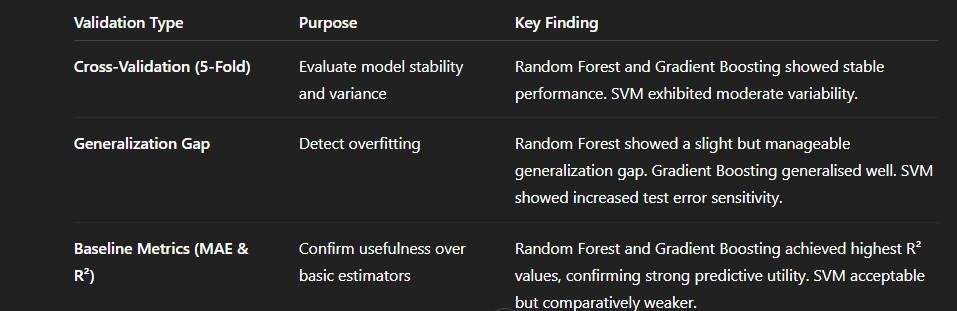 Validation Type Purpose Key Finding
Cross-Validation (5-Fold) Evaluate model stability Random Forest and Gradient Boosting showed stable
and variance performance. SVM exhibited moderate variability.
Generalization Gap Detect overfitting Random Forest showed a slight but manageable
generalization gap. Gradient Boosting generalised well. SVM
showed increased test error sensitivity.
Baseline Metrics (MAE & Confirm usefulness over Random Forest and Gradient Boosting achieved highest R²
R²) basic estimators values, confirming strong predictive utility. SVM acceptable
but comparatively weaker.